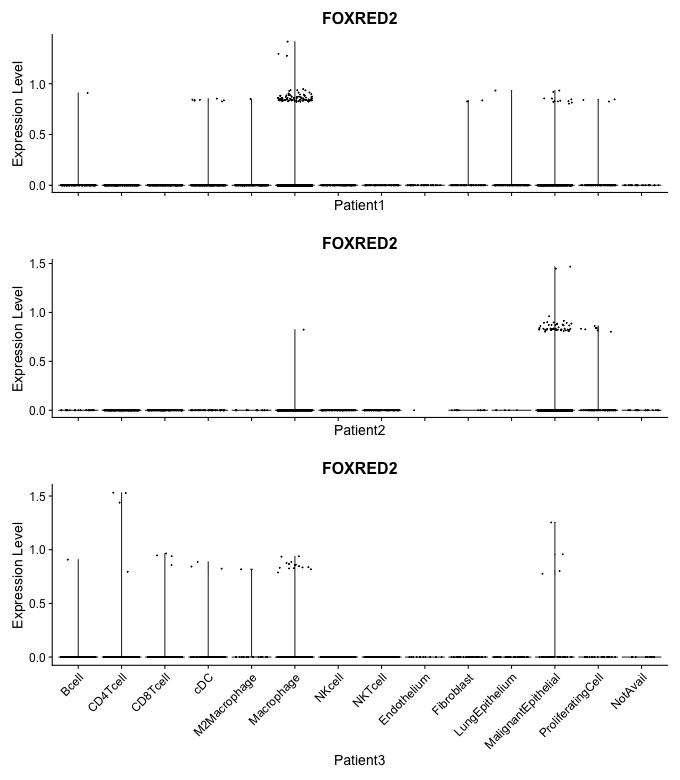 FOXRED2
Expression Level
1.0
0.5
0.0
Patient1
FOXRED2
Expression Level
1.5
1.0
0.5
0.0
Patient2
FOXRED2
Expression Level
1.5
1.0
0.5
0.0
Bcell
CD4Tcell
CD8Tcell
cDC
M2Macrophage
Macrophage
NKcell
NKTcell
Endothelium
Fibroblast
LungEpithelium
MalignantEpithelial
ProliferatingCell
NotAvail
Patient3